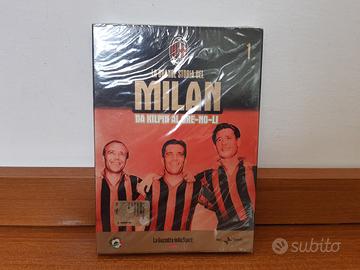 LA GRANDE STORIA DEL
1
MILAN
DA KILPIN AL GRE-NO-LI
La Gazzetta dello Sport
subito